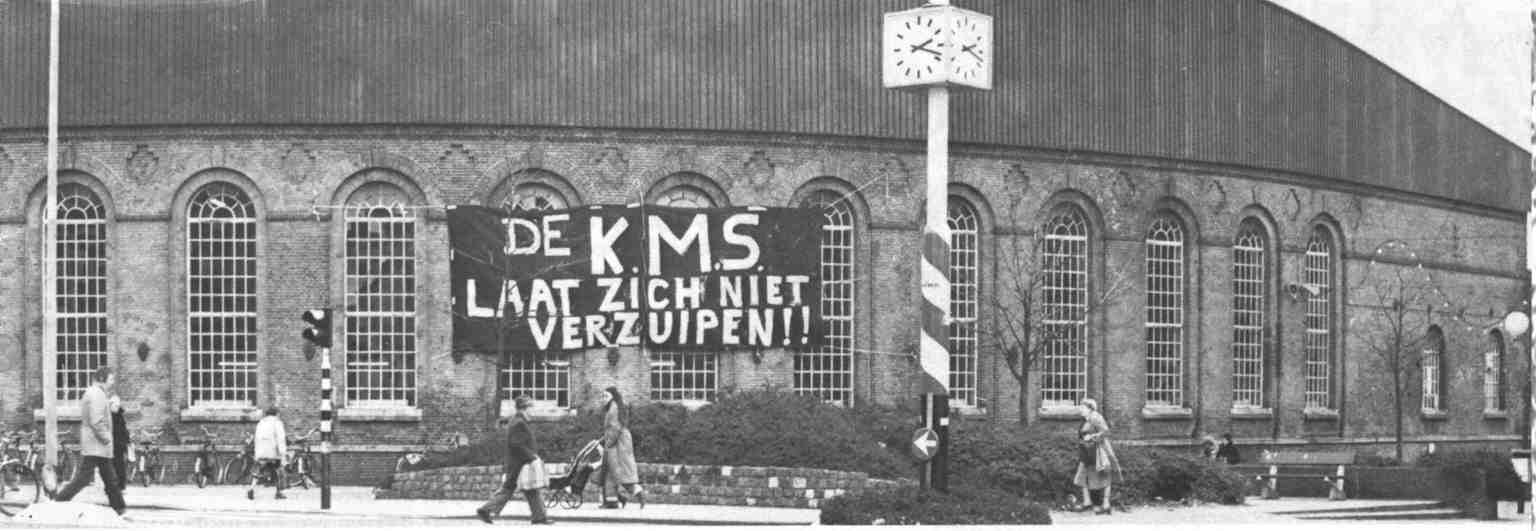 DE K.M.S.
LAAT ZICH NIET
VERZUIPEN!!